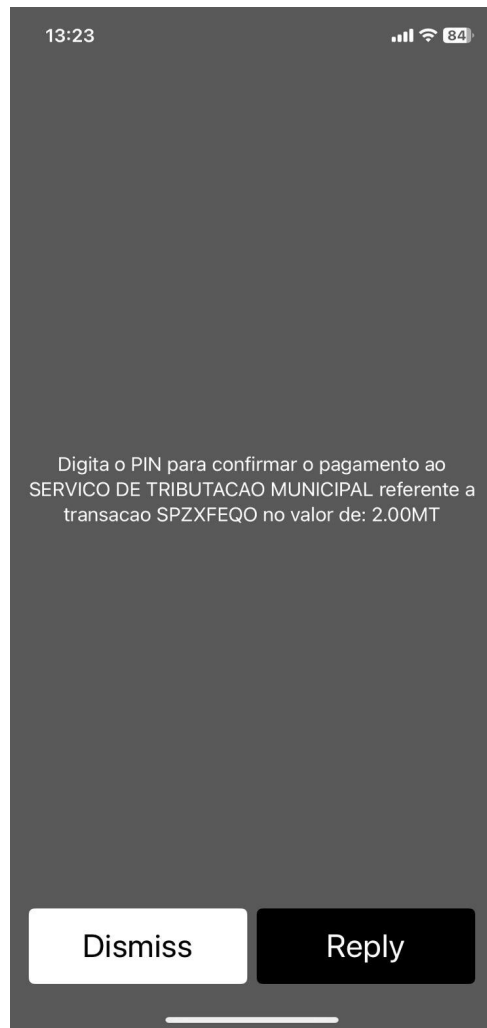 13:23
84
Digita o PIN para confirmar o pagamento ao
SERVICO DE TRIBUTACAO MUNICIPAL referente a
transacao SPZXFEQO no valor de: 2.00MT
Dismiss
Reply